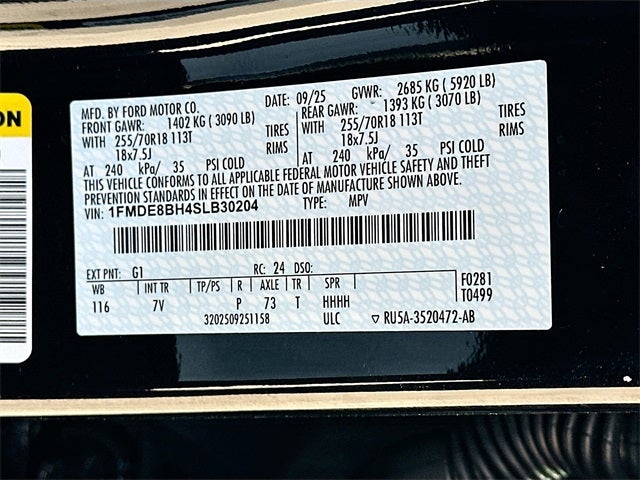 ON
MFD. BY FORD MOTOR CO. DATE: 09/25 GVWR: 2685 KG ( 5920 LB)
FRONT GAWR: 1402 KG ( 3090 LB) REAR GAWR: 1393 KG ( 3070 LB)
WITH 255/70R18 113T TIRES WITH 255/70R18 113T TIRES
18x7.5J RIMS 18x7.5J RIMS
AT 240 kPa/ 35 PSI COLD AT 240 kPa/ 35 PSI COLD
THIS VEHICLE CONFORMS TO ALL APPLICABLE FEDERAL MOTOR VEHICLE SAFETY AND THEFT
PREVENTION STANDARDS IN EFFECT ON THE DATE OF MANUFACTURE SHOWN ABOVE.
VIN: 1FMDE8BH4SLB30204 TYPE: MPV
EXT PNT: G1 RC: 24 DSO:
WB INT TR TP/PS R AXLE TR SPR F0281
116 7V P 73 T HHHH T0499
3202509251158 ULC ▽ RU5A-3520472-AB